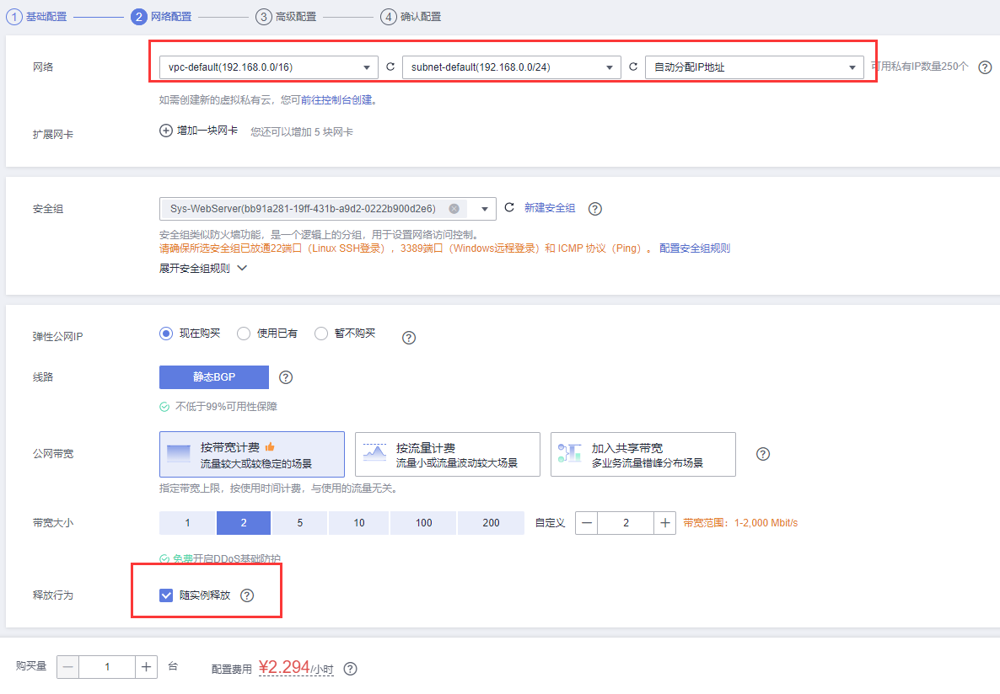 1 基础配置 2 网络配置 3 高级配置 4 确认配置
网络 vpc-default(192.168.0.0/16) subnet-default(192.168.0.0/24) 自动分配IP地址 可用私有IP数量250个 ?
如需创建新的虚拟私有云，您可前往控制台创建。
扩展网卡 增加一块网卡 您还可以增加 5 块网卡
安全组 Sys-WebServer(bb91a281-19ff-431b-a9d2-0222b900d2e6) 新建安全组 ?
安全组类似防火墙功能，是一个逻辑上的分组，用于设置网络访问控制。
请确保所选安全组已放通22端口（Linux SSH登录），3389端口（Windows远程登录）和 ICMP 协议（Ping）。 配置安全组规则
展开安全组规则
弹性公网IP 现在购买 使用已有 暂不购买 ?
线路 静态BGP ?
不低于99%可用性保障
公网带宽 按带宽计费 按流量计费 加入共享带宽 ?
流量较大或较稳定的场景 流量小或流量波动较大场景 多业务流量错峰分布场景
指定带宽上限，按使用时间计费，与使用的流量无关。
带宽大小 1 2 5 10 100 200 自定义 — 2 + 带宽范围：1-2,000 Mbit/s
免费开启DDoS基础防护
释放行为 随实例释放 ?
购买量 — 1 + 台 配置费用 ¥2.294/小时 ?